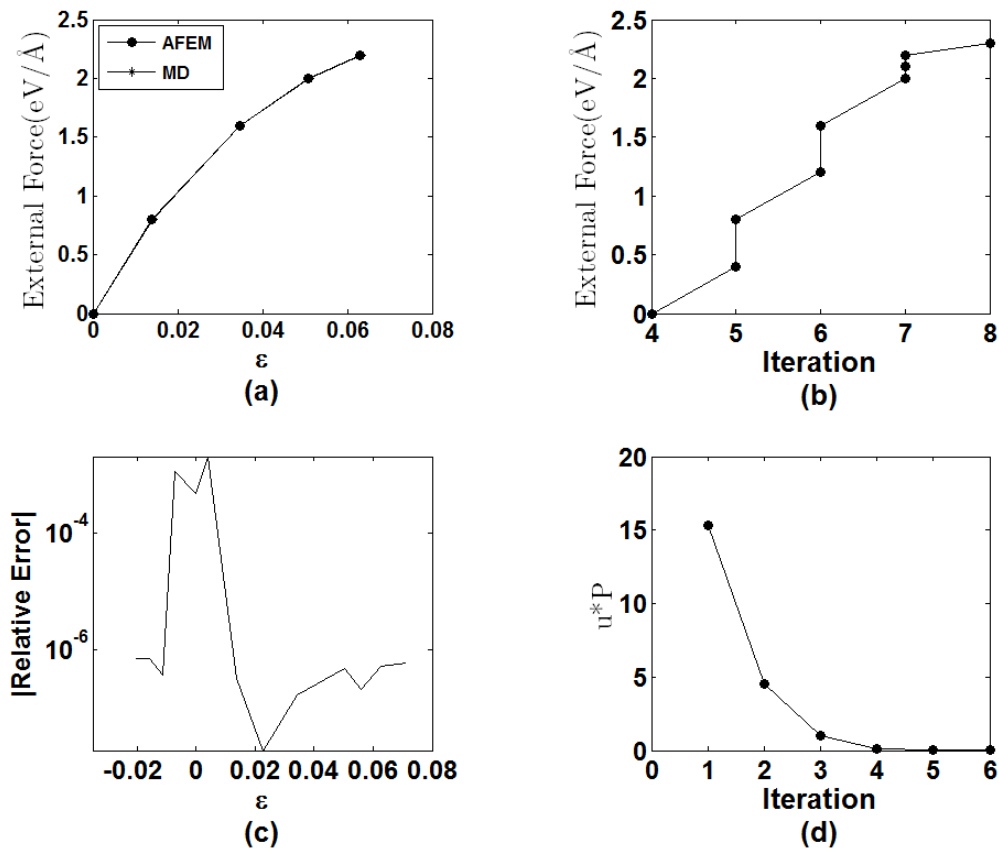 2.5
2
1.5
1
0.5
0
External Force(eV/Å)
AFEM
MD
0 0.02 0.04 0.06 0.08
ε
(a)
2.5
2
1.5
1
0.5
0
External Force(eV/Å)
4 5 6 7 8
Iteration
(b)
10^-4
10^-6
|Relative Error|
-0.02 0 0.02 0.04 0.06 0.08
ε
(c)
20
15
10
5
0
u*P
0 1 2 3 4 5 6
Iteration
(d)